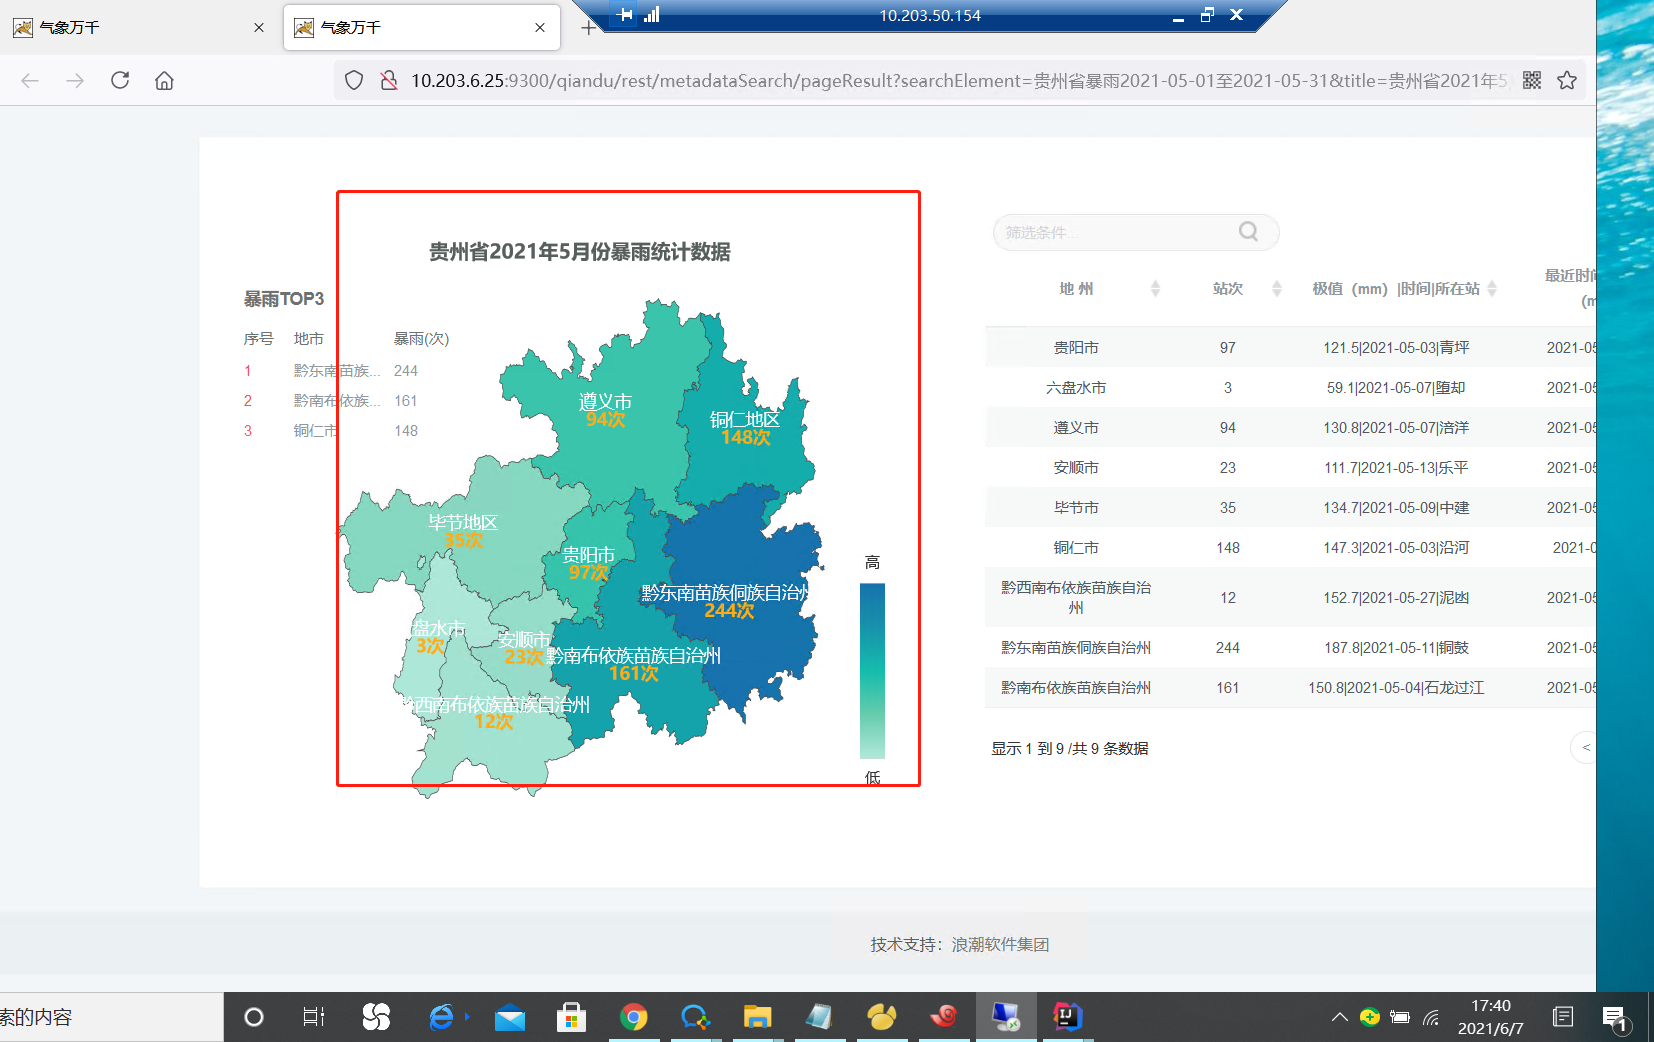 气象万千
气象万千
10.203.50.154
10.203.6.25:9300/qiandu/rest/metadataSearch/pageResult?searchElement=贵州省暴雨2021-05-01至2021-05-31&title=贵州省2021年5
贵州省2021年5月份暴雨统计数据
暴雨TOP3
序号 地市 暴雨(次)
1 黔东南苗族... 244
2 黔南布依族... 161
3 铜仁市 148
遵义市
94次
铜仁地区
148次
毕节地区
35次
贵阳市
97次
黔东南苗族侗族自治州
244次
盘水市
3次
安顺市
23次
黔南布依族苗族自治州
161次
黔西南布依族苗族自治州
12次
高
低
筛选条件...
地 州 站次 极值（mm）|时间|所在站 最近时间
(m
贵阳市 97 121.5|2021-05-03|青坪 2021-05
六盘水市 3 59.1|2021-05-07|堕却 2021-05
遵义市 94 130.8|2021-05-07|涪洋 2021-05
安顺市 23 111.7|2021-05-13|乐平 2021-05
毕节市 35 134.7|2021-05-09|中建 2021-05
铜仁市 148 147.3|2021-05-03|沿河 2021-0
黔西南布依族苗族自治
州 12 152.7|2021-05-27|泥凼 2021-05
黔东南苗族侗族自治州 244 187.8|2021-05-11|铜鼓 2021-05
黔南布依族苗族自治州 161 150.8|2021-05-04|石龙过江 2021-05
显示 1 到 9 /共 9 条数据
<
技术支持：浪潮软件集团
索的内容
17:40
2021/6/7
1